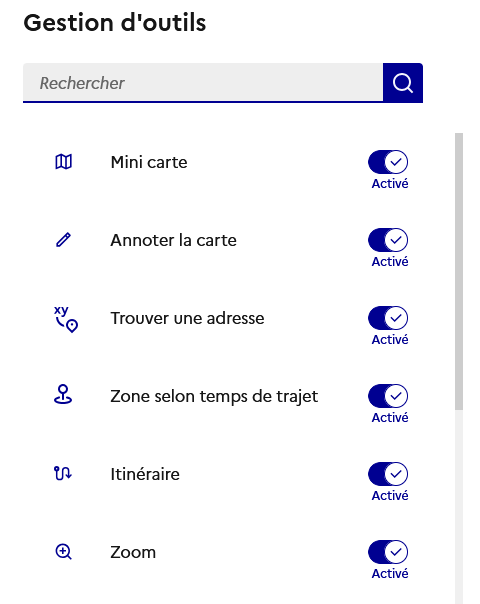 Gestion d'outils
Rechercher
Mini carte
Activé
Annoter la carte
Activé
xy
Trouver une adresse
Activé
Zone selon temps de trajet
Activé
Itinéraire
Activé
Zoom
Activé